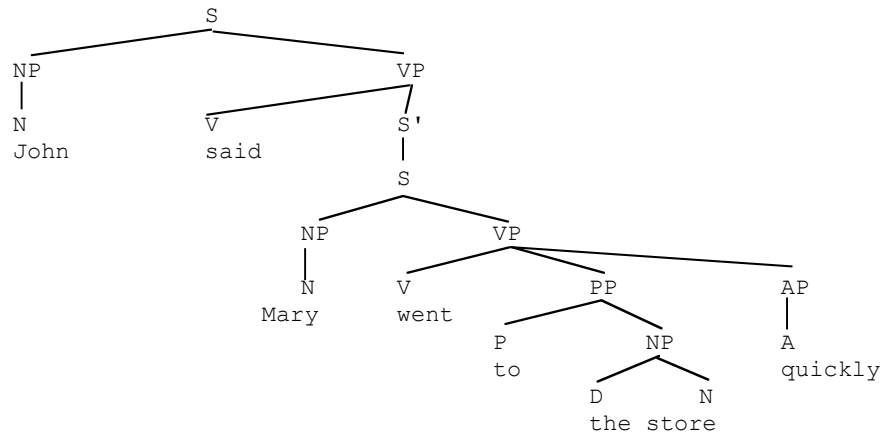 S
NP VP
N V S'
John said
S
NP VP
N V PP AP
Mary went
P NP A
to quickly
D N
the store